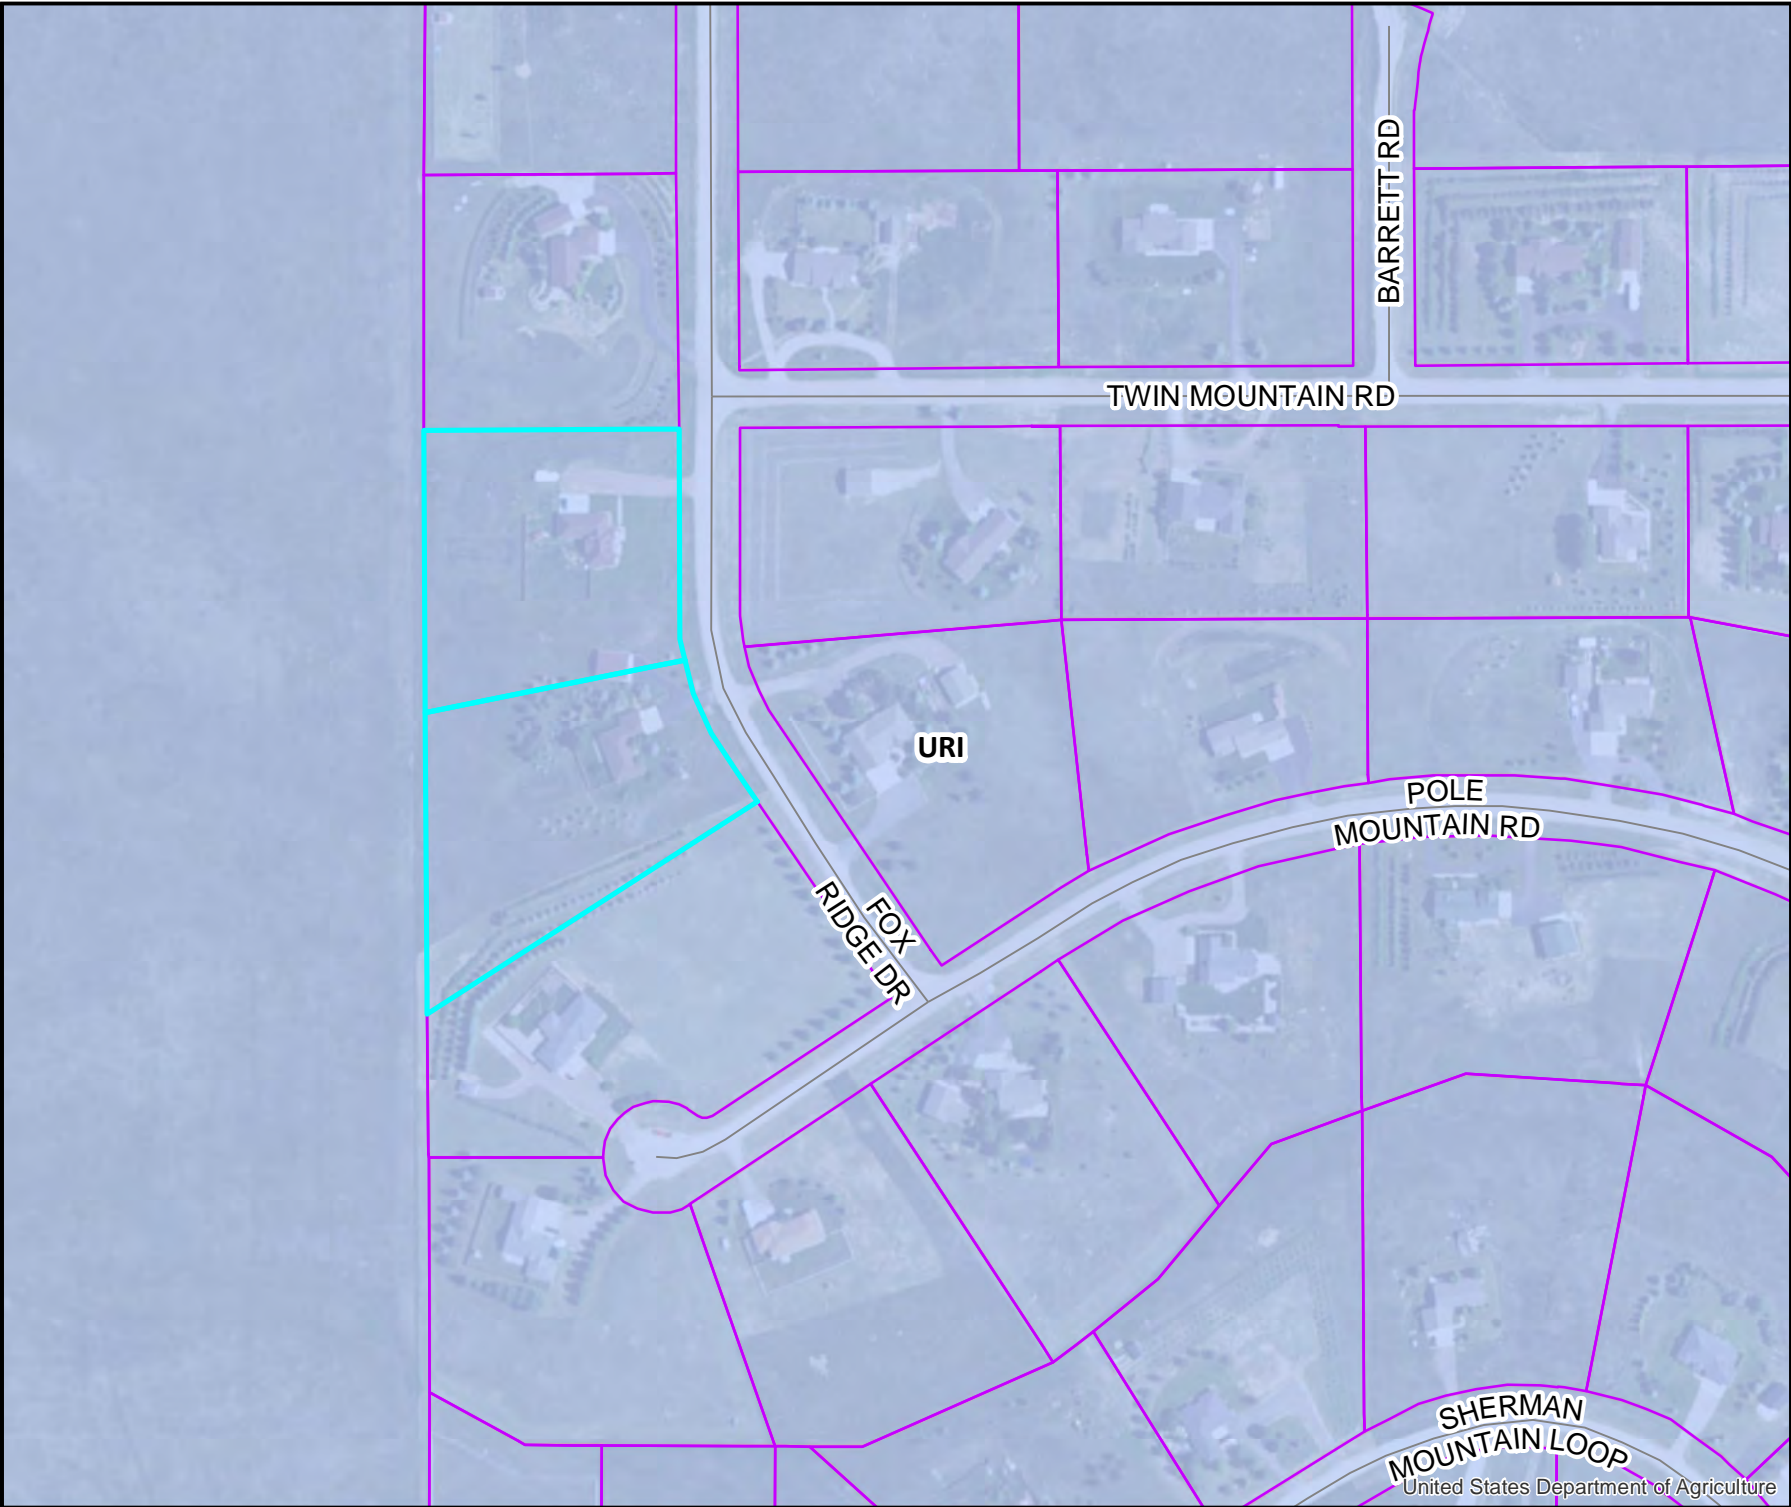 BARRETT RD
TWIN MOUNTAIN RD
URI
POLE
MOUNTAIN RD
FOX
RIDGE DR
SHERMAN
MOUNTAIN LOOP
United States Department of Agriculture